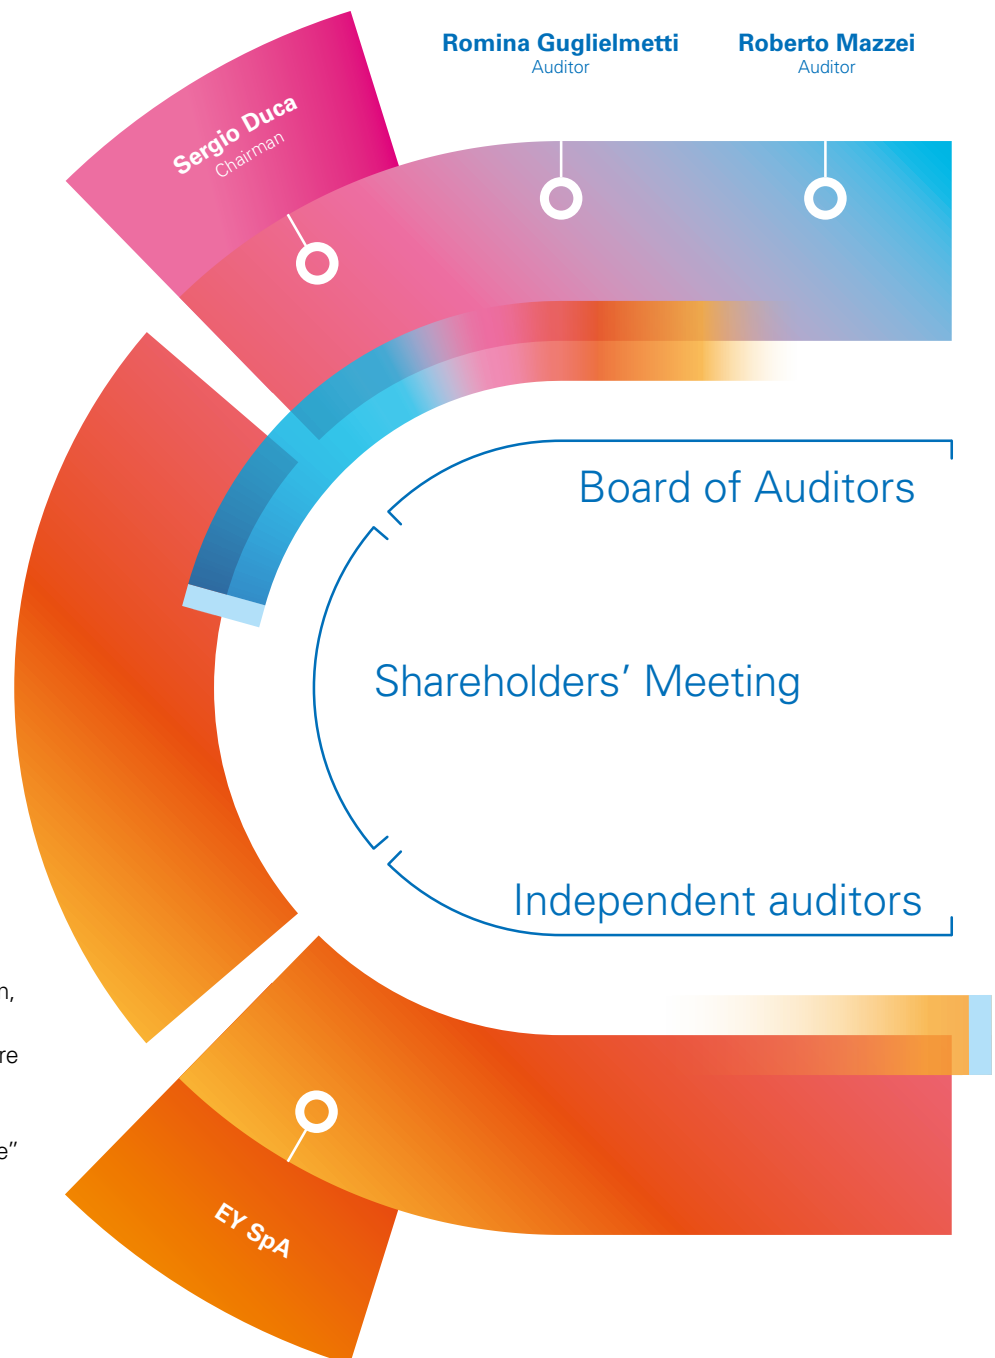 Romina Guglielmetti
Auditor
Roberto Mazzei
Auditor
Sergio Duca
Chairman
Board of Auditors
Shareholders’ Meeting
Independent auditors
EY SpA